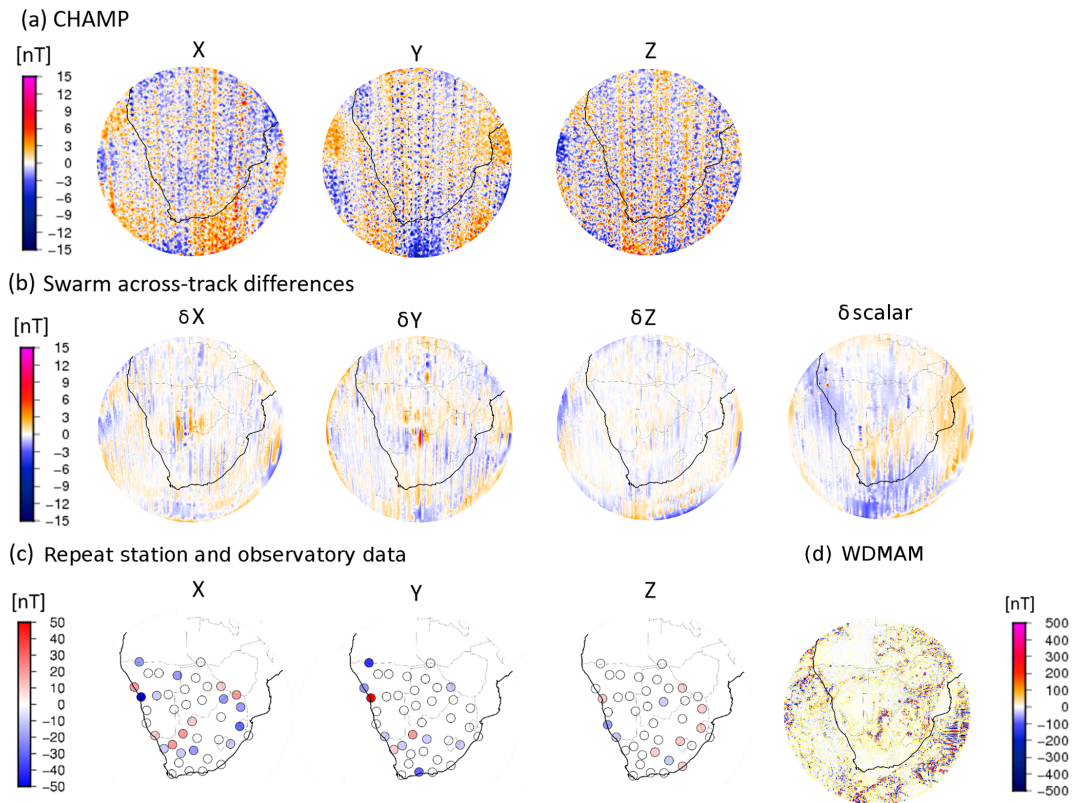 (a) CHAMP
[nT]
X
Y
Z
15
12
9
6
3
0
−3
−6
−9
−12
−15
(b) Swarm across-track differences
[nT]
δX
δY
δZ
δscalar
15
12
9
6
3
0
−3
−6
−9
−12
−15
(c) Repeat station and observatory data
(d) WDMAM
[nT]
X
Y
Z
[nT]
50
40
30
20
10
0
−10
−20
−30
−40
−50
500
400
300
200
100
0
−100
−200
−300
−400
−500